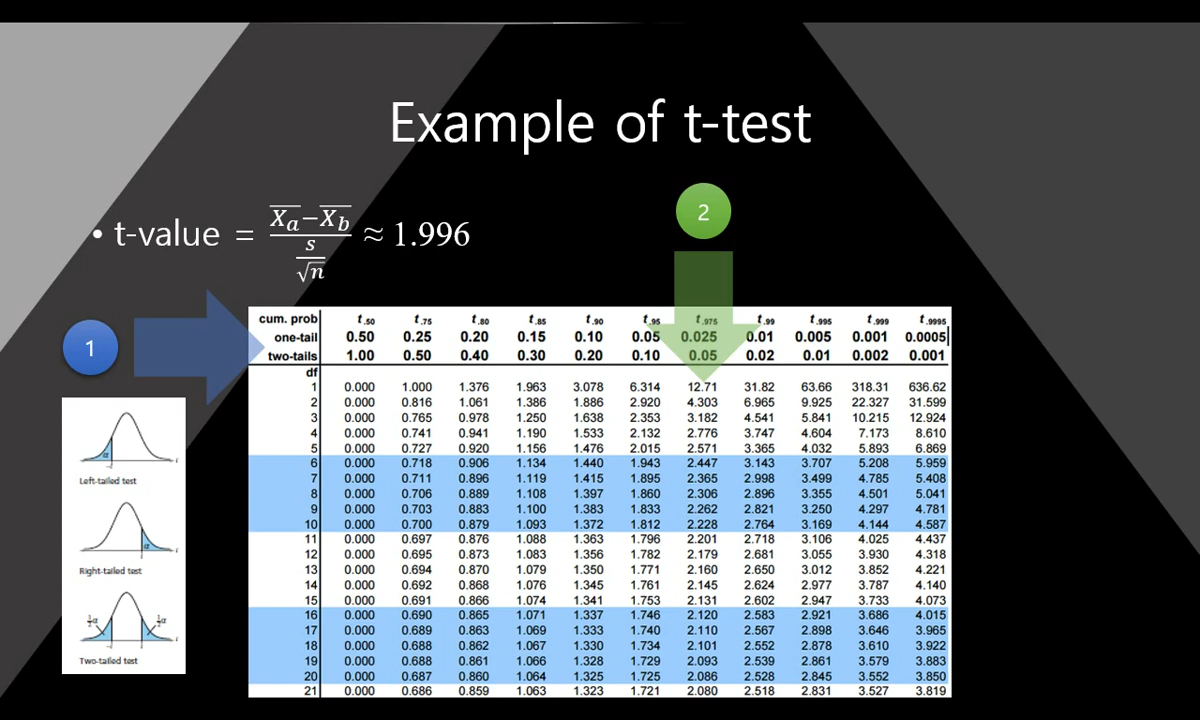 Example of t-test
• t-value = (X̄a − X̄b) / (s/√n) ≈ 1.996
2
1
cum. prob t.50 t.75 t.80 t.85 t.90 t.95 t.975 t.99 t.995 t.999 t.9995
one-tail 0.50 0.25 0.20 0.15 0.10 0.05 0.025 0.01 0.005 0.001 0.0005
two-tails 1.00 0.50 0.40 0.30 0.20 0.10 0.05 0.02 0.01 0.002 0.001
df
1 0.000 1.000 1.376 1.963 3.078 6.314 12.71 31.82 63.66 318.31 636.62
2 0.000 0.816 1.061 1.386 1.886 2.920 4.303 6.965 9.925 22.327 31.599
3 0.000 0.765 0.978 1.250 1.638 2.353 3.182 4.541 5.841 10.215 12.924
4 0.000 0.741 0.941 1.190 1.533 2.132 2.776 3.747 4.604 7.173 8.610
5 0.000 0.727 0.920 1.156 1.476 2.015 2.571 3.365 4.032 5.893 6.869
6 0.000 0.718 0.906 1.134 1.440 1.943 2.447 3.143 3.707 5.208 5.959
7 0.000 0.711 0.896 1.119 1.415 1.895 2.365 2.998 3.499 4.785 5.408
8 0.000 0.706 0.889 1.108 1.397 1.860 2.306 2.896 3.355 4.501 5.041
9 0.000 0.703 0.883 1.100 1.383 1.833 2.262 2.821 3.250 4.297 4.781
10 0.000 0.700 0.879 1.093 1.372 1.812 2.228 2.764 3.169 4.144 4.587
11 0.000 0.697 0.876 1.088 1.363 1.796 2.201 2.718 3.106 4.025 4.437
12 0.000 0.695 0.873 1.083 1.356 1.782 2.179 2.681 3.055 3.930 4.318
13 0.000 0.694 0.870 1.079 1.350 1.771 2.160 2.650 3.012 3.852 4.221
14 0.000 0.692 0.868 1.076 1.345 1.761 2.145 2.624 2.977 3.787 4.140
15 0.000 0.691 0.866 1.074 1.341 1.753 2.131 2.602 2.947 3.733 4.073
16 0.000 0.690 0.865 1.071 1.337 1.746 2.120 2.583 2.921 3.686 4.015
17 0.000 0.689 0.863 1.069 1.333 1.740 2.110 2.567 2.898 3.646 3.965
18 0.000 0.688 0.862 1.067 1.330 1.734 2.101 2.552 2.878 3.610 3.922
19 0.000 0.688 0.861 1.066 1.328 1.729 2.093 2.539 2.861 3.579 3.883
20 0.000 0.687 0.860 1.064 1.325 1.725 2.086 2.528 2.845 3.552 3.850
21 0.000 0.686 0.859 1.063 1.323 1.721 2.080 2.518 2.831 3.527 3.819
α
Left-tailed test
α
Right-tailed test
½α ½α
Two-tailed test